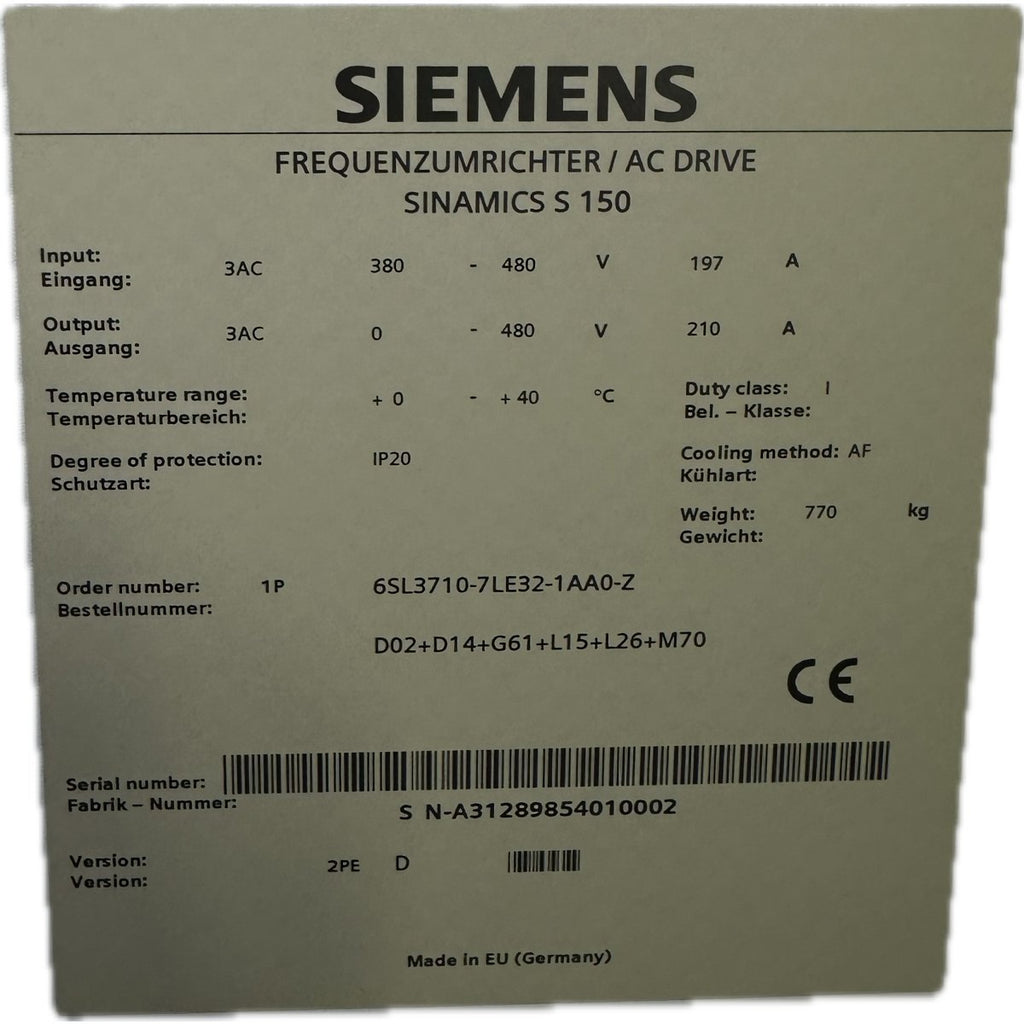 SIEMENS
FREQUENZUMRICHTER / AC DRIVE
SINAMICS S 150
Input: 3AC 380 - 480 V 197 A
Eingang:
Output: 3AC 0 - 480 V 210 A
Ausgang:
Temperature range: + 0 - + 40 °C Duty class: I
Temperaturbereich: Bel. – Klasse:
Degree of protection: IP20 Cooling method: AF
Schutzart: Kühlart:
Weight: 770 kg
Gewicht:
Order number: 1P 6SL3710-7LE32-1AA0-Z
Bestellnummer:
D02+D14+G61+L15+L26+M70
CE
Serial number:
Fabrik – Nummer: S N-A31289854010002
Version: 2PE D
Version:
Made in EU (Germany)